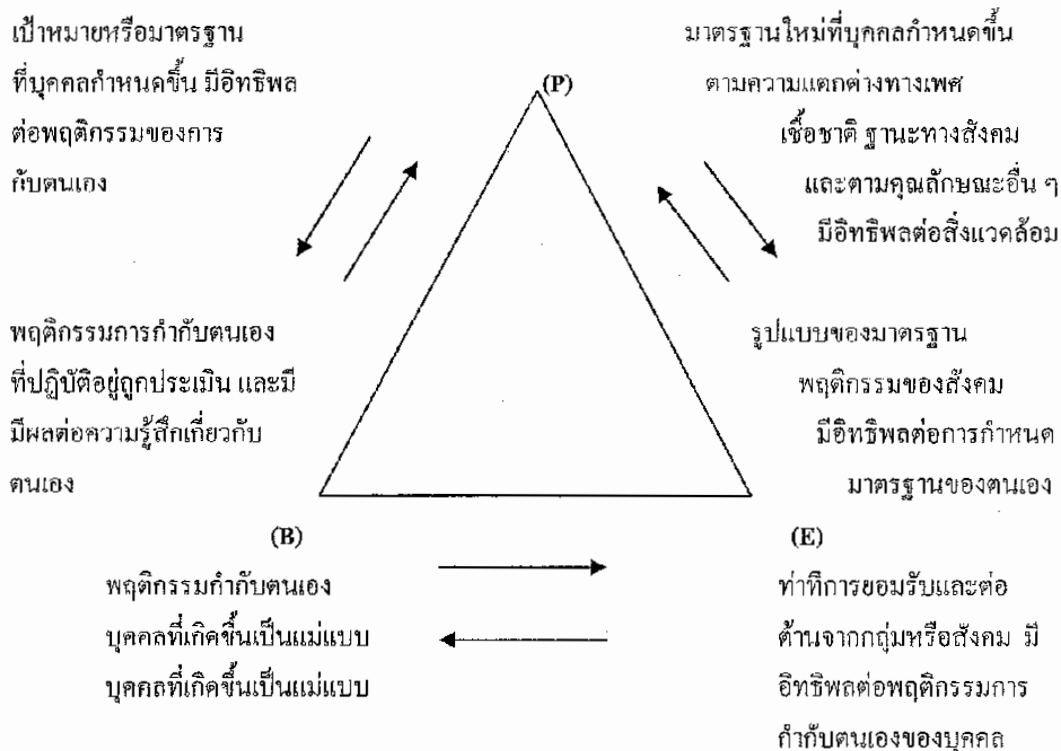 เป้าหมายหรือมาตรฐาน
ที่บุคคลกำหนดขึ้น มีอิทธิพล
ต่อพฤติกรรมของการ
กับตนเอง
(P)
มาตรฐานใหม่ที่บุคคลกำหนดขึ้น
ตามความแตกต่างทางเพศ
เชื้อชาติ ฐานะทางสังคม
และตามคุณลักษณะอื่น ๆ
มีอิทธิพลต่อสิ่งแวดล้อม
พฤติกรรมการกำกับตนเอง
ที่ปฏิบัติอยู่ถูกประเมิน และมี
มีผลต่อความรู้สึกเกี่ยวกับ
ตนเอง
รูปแบบของมาตรฐาน
พฤติกรรมของสังคม
มีอิทธิพลต่อการกำหนด
มาตรฐานของตนเอง
(B)
พฤติกรรมกำกับตนเอง
บุคคลที่เกิดขึ้นเป็นแม่แบบ
บุคคลที่เกิดขึ้นเป็นแม่แบบ
(E)
ท่าทีการยอมรับและต่อ
ต้านจากกลุ่มหรือสังคม มี
อิทธิพลต่อพฤติกรรมการ
กำกับตนเองของบุคคล